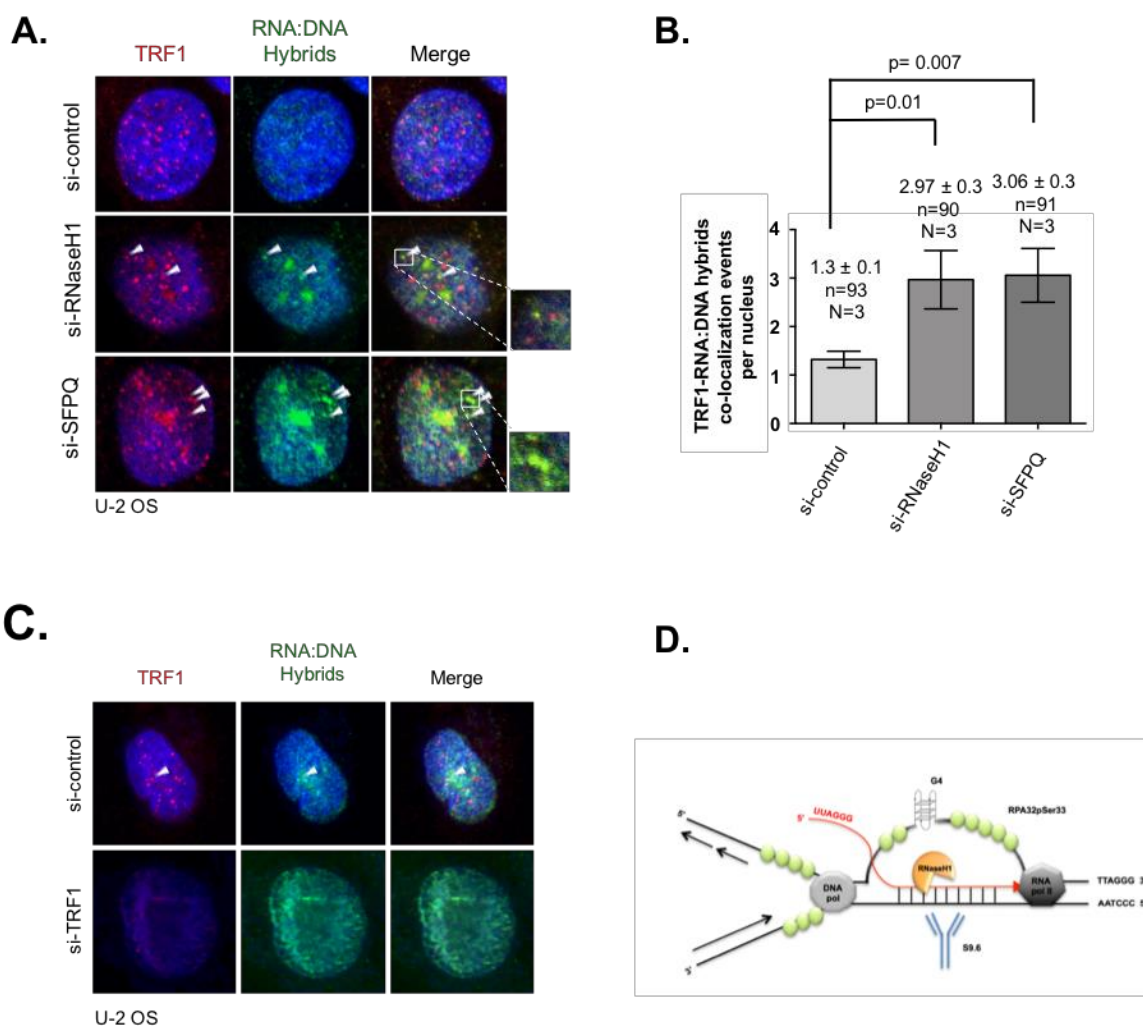 A.
TRF1
RNA:DNA
Hybrids
Merge
si-control
si-RNaseH1
si-SFPQ
U-2 OS
B.
p= 0.007
p=0.01
2.97 ± 0.3
n=90
N=3
3.06 ± 0.3
n=91
N=3
1.3 ± 0.1
n=93
N=3
TRF1-RNA:DNA hybrids
co-localization events
per nucleus
4
3
2
1
0
si-control
si-RNaseH1
si-SFPQ
C.
TRF1
RNA:DNA
Hybrids
Merge
si-control
si-TRF1
U-2 OS
D.
G4
RPA32pSer33
5'
5'
UUAGGG
RNaseH1
DNA
pol
RNA
pol II
TTAGGG 3
AATCCC 5
S9.6
3'